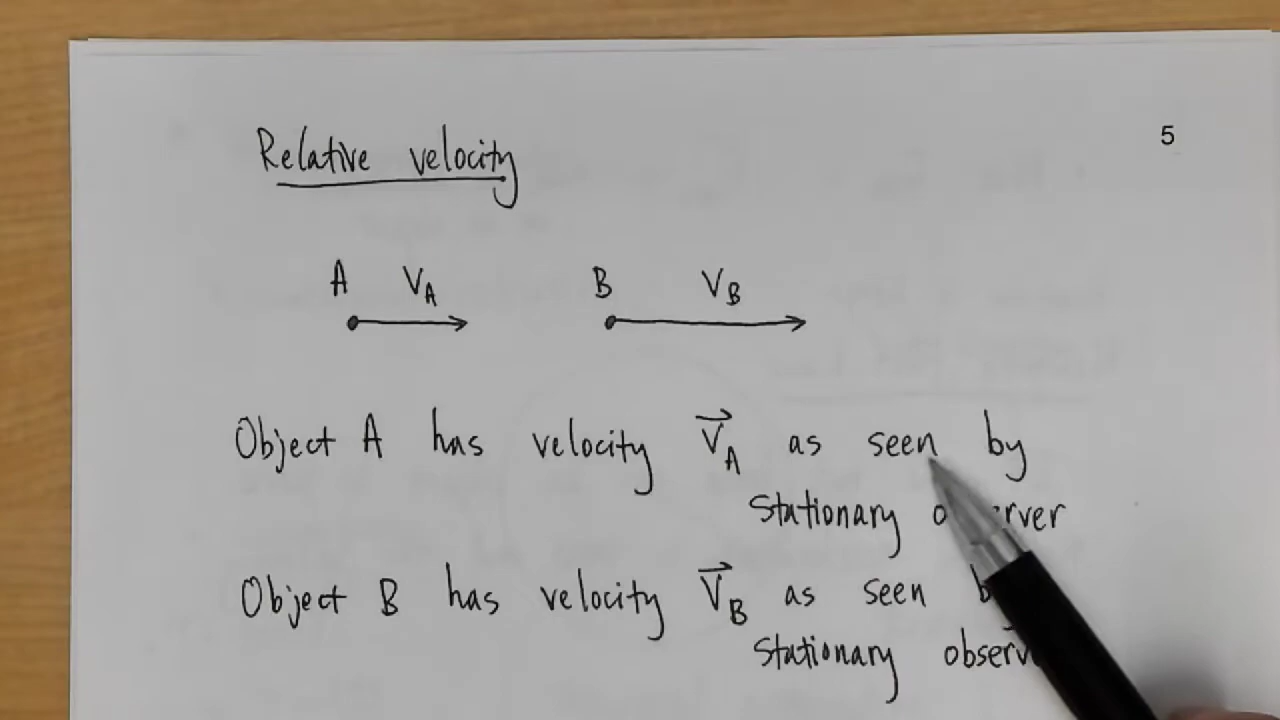 5
Relative velocity
A V_A B V_B
Object A has velocity V⃗_A as seen by
stationary
Object B has velocity V⃗_B as seen
stationary